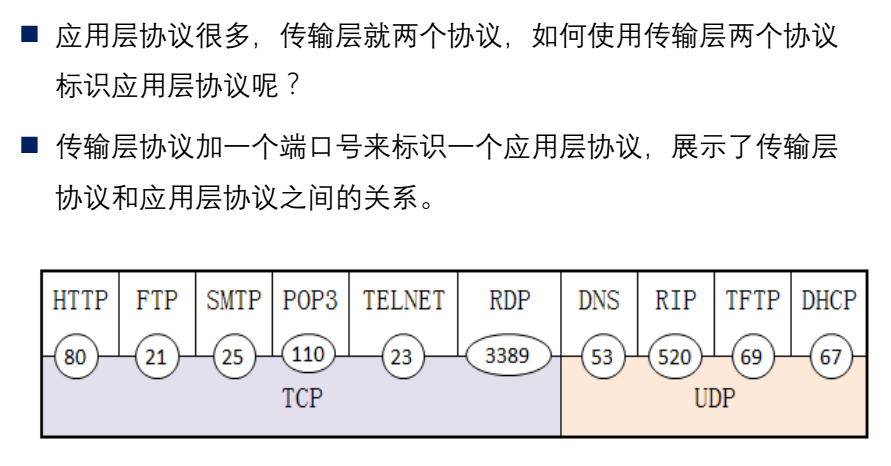 ■ 应用层协议很多，传输层就两个协议，如何使用传输层两个协议
标识应用层协议呢？
■ 传输层协议加一个端口号来标识一个应用层协议，展示了传输层
协议和应用层协议之间的关系。
HTTP FTP SMTP POP3 TELNET RDP DNS RIP TFTP DHCP
80 21 25 110 23 3389 53 520 69 67
TCP UDP